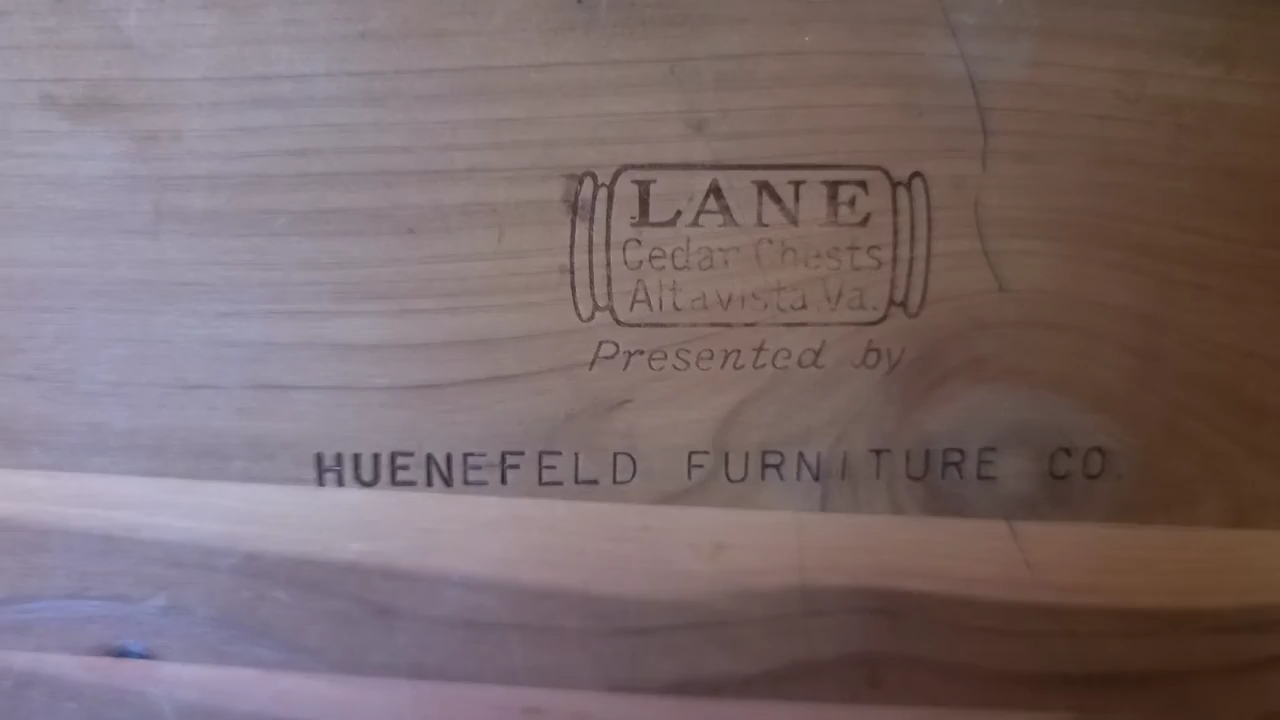 LANE
Cedar Chests
Altavista Va.
Presented by
HUENEFELD FURNITURE CO.